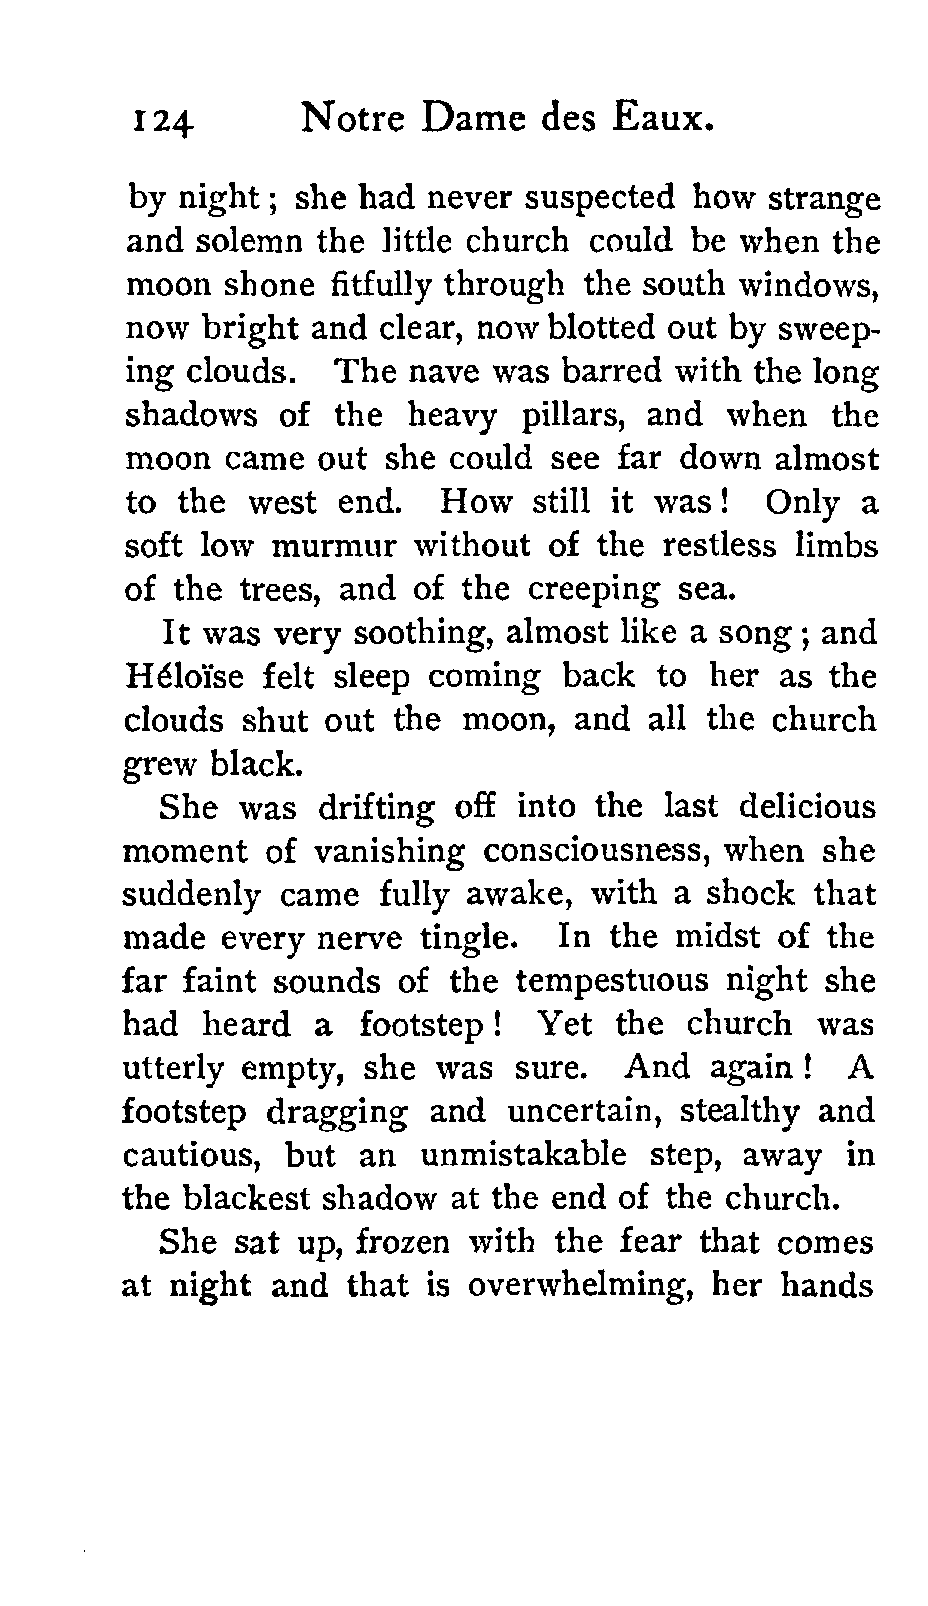 124 Notre Dame des Eaux.
by night ; she had never suspected how strange
and solemn the little church could be when the
moon shone fitfully through the south windows,
now bright and clear, now blotted out by sweep-
ing clouds. The nave was barred with the long
shadows of the heavy pillars, and when the
moon came out she could see far down almost
to the west end. How still it was ! Only a
soft low murmur without of the restless limbs
of the trees, and of the creeping sea.
It was very soothing, almost like a song ; and
Héloïse felt sleep coming back to her as the
clouds shut out the moon, and all the church
grew black.
She was drifting off into the last delicious
moment of vanishing consciousness, when she
suddenly came fully awake, with a shock that
made every nerve tingle. In the midst of the
far faint sounds of the tempestuous night she
had heard a footstep ! Yet the church was
utterly empty, she was sure. And again ! A
footstep dragging and uncertain, stealthy and
cautious, but an unmistakable step, away in
the blackest shadow at the end of the church.
She sat up, frozen with the fear that comes
at night and that is overwhelming, her hands